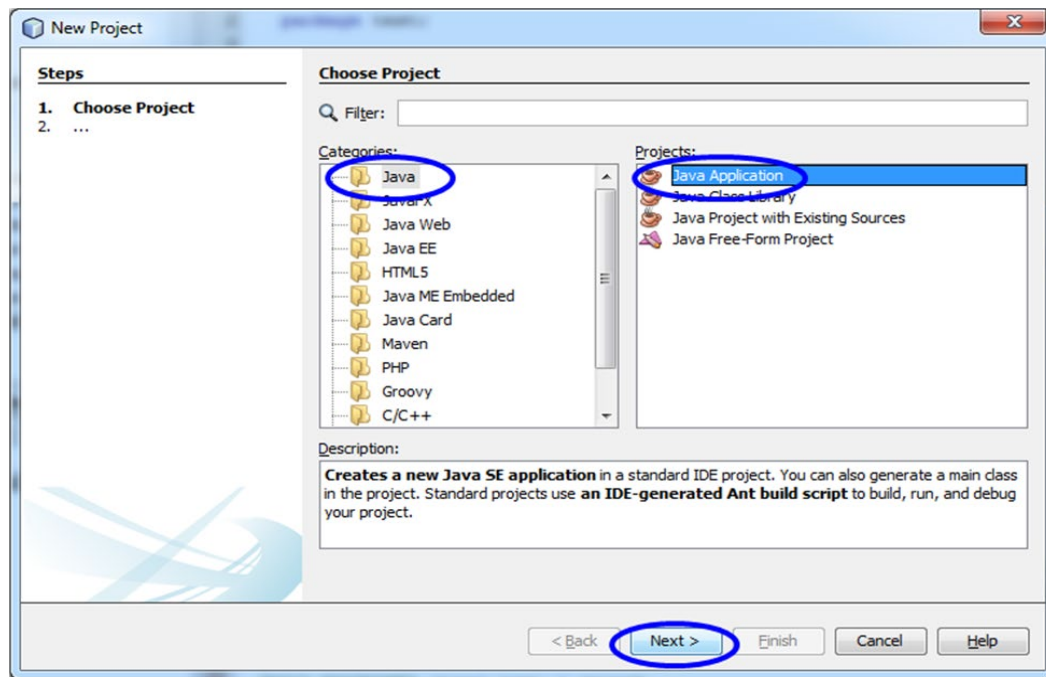 New Project
Steps
1. Choose Project
2. ...
Choose Project
Filter:
Categories:
Java
JavaFX
Java Web
Java EE
HTML5
Java ME Embedded
Java Card
Maven
PHP
Groovy
C/C++
Projects:
Java Application
Java Class Library
Java Project with Existing Sources
Java Free-Form Project
Description:
Creates a new Java SE application in a standard IDE project. You can also generate a main class
in the project. Standard projects use an IDE-generated Ant build script to build, run, and debug
your project.
< Back
Next >
Finish
Cancel
Help